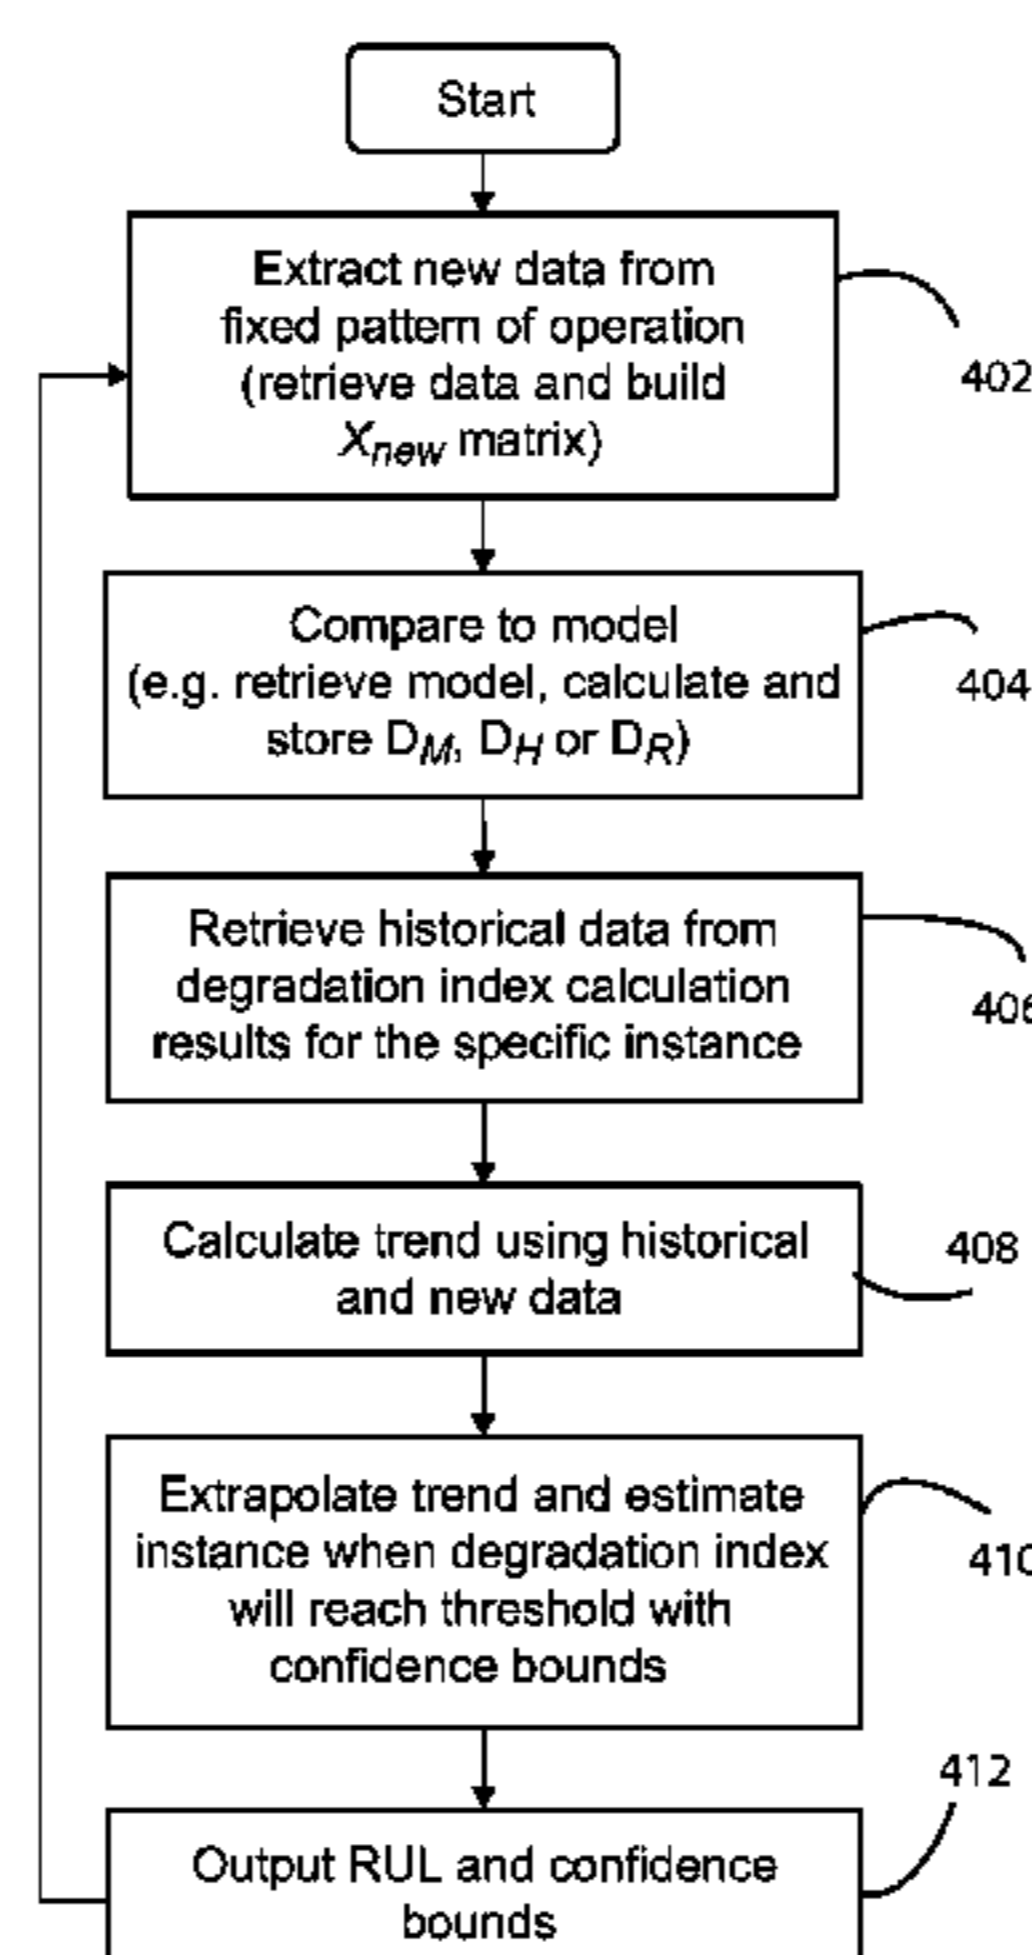 Start
Extract new data from
fixed pattern of operation
(retrieve data and build
Xnew matrix)
402
Compare to model
(e.g. retrieve model, calculate and
store DM, DH or DR)
404
Retrieve historical data from
degradation index calculation
results for the specific instance
406
Calculate trend using historical
and new data
408
Extrapolate trend and estimate
instance when degradation index
will reach threshold with
confidence bounds
410
412
Output RUL and confidence
bounds